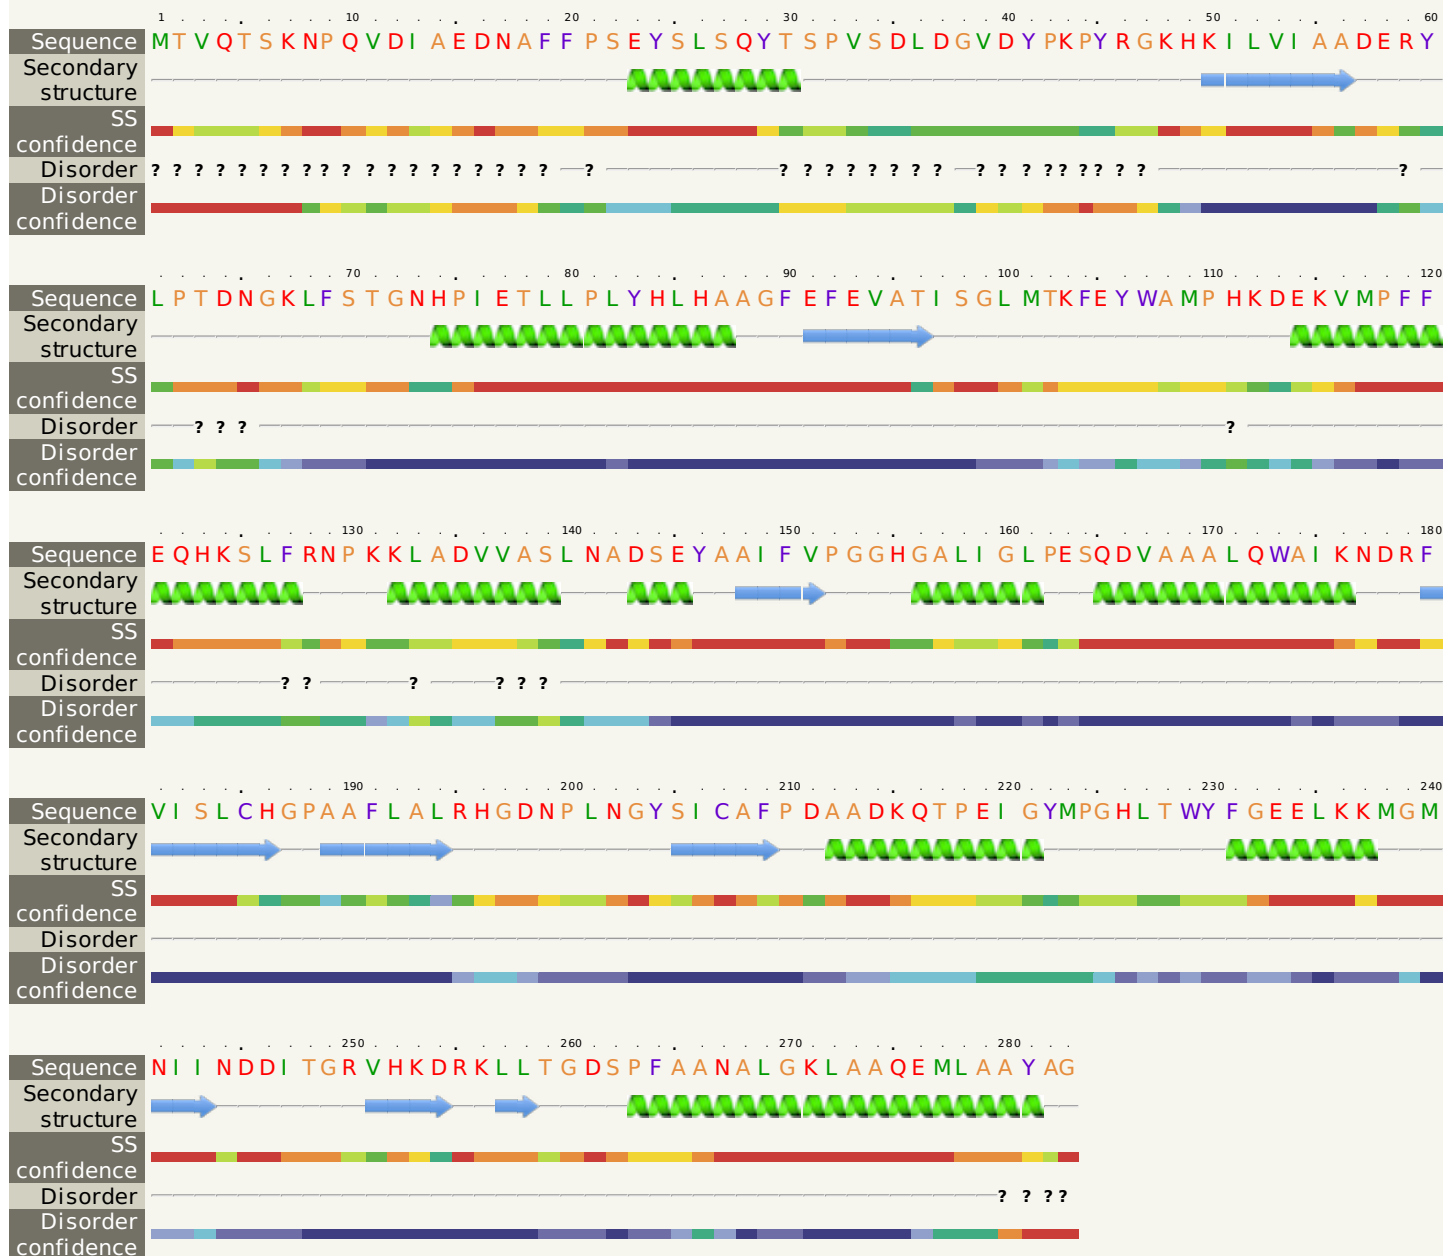 1 10 20 30 40 50 60
Sequence MTVQTSKNPQVDIAEDNAFFPSEYSLSQYTSPVSDLDGVDYPKPYRGKHKILVIAADERY
Secondary
structure
SS
confidence
Disorder ? ? ? ? ? ? ? ? ? ? ? ? ? ? ? ? ? ? ? ? ? ? ? ? ? ? ? ? ? ? ? ? ? ? ? ? ?
Disorder
confidence
70 80 90 100 110 120
Sequence LPTDNGKLFSTGNHPIETLLPLYHLHAAGFEFEVATISGLMTKFEYWAMPHKDEKVMPFF
Secondary
structure
SS
confidence
Disorder ? ? ? ?
Disorder
confidence
130 140 150 160 170 180
Sequence EQHKSLFRNPKKLADVVASLNADSEYAAIFVPGGHGALIGLPESQDVAAALQWAIKNDRF
Secondary
structure
SS
confidence
Disorder ? ? ? ? ? ?
Disorder
confidence
190 200 210 220 230 240
Sequence VISLCHGPAAFLALRHGDNPLNGYSICAFPDAADKQTPEIGYMPGHLTWYFGEELKKMGM
Secondary
structure
SS
confidence
Disorder
Disorder
confidence
250 260 270 280
Sequence NIINDDITGRVHKDRKLLTGDSPFAANALGKLAAQEMLAAYAG
Secondary
structure
SS
confidence
Disorder ? ? ? ?
Disorder
confidence